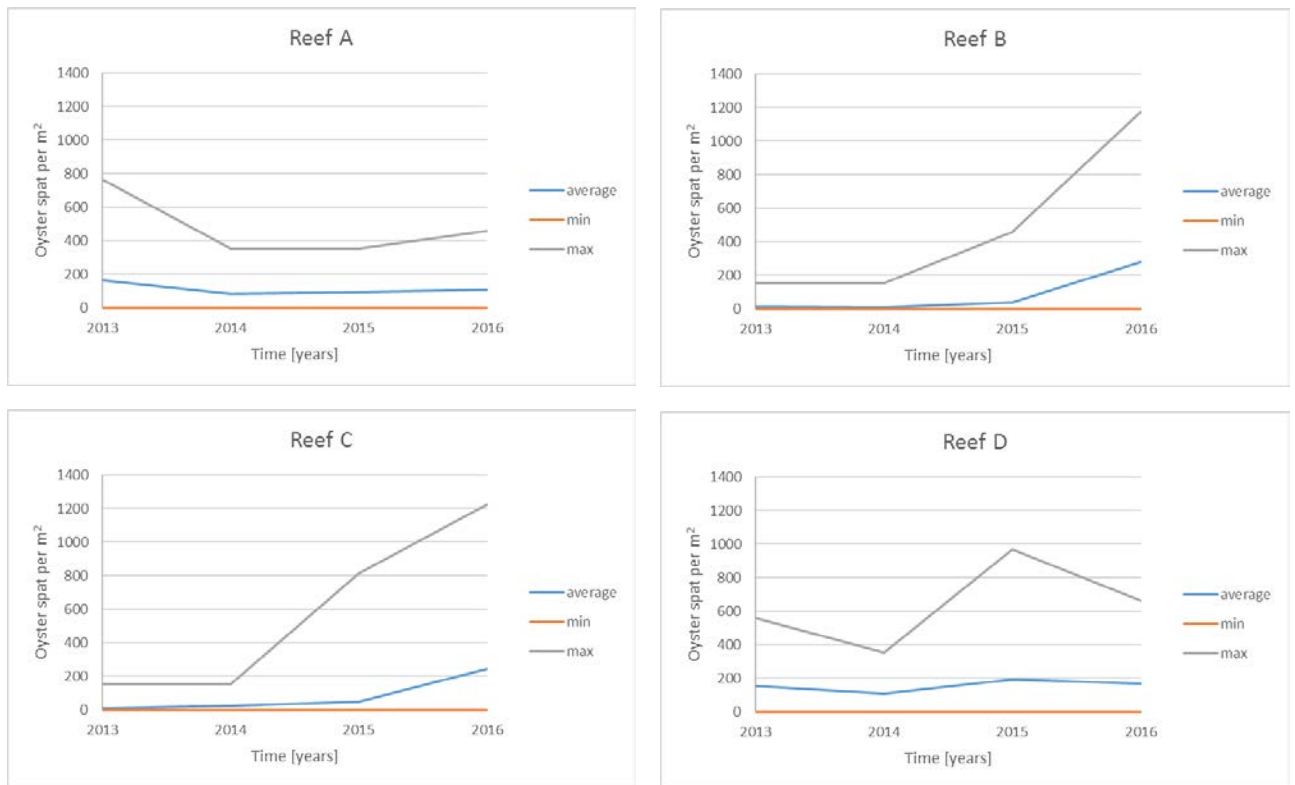 Reef A
1400
1200
1000
800
600
400
200
0
Oyster spat per m²
2013 2014 2015 2016
Time [years]
average
min
max
Reef B
1400
1200
1000
800
600
400
200
0
Oyster spat per m²
2013 2014 2015 2016
Time [years]
average
min
max
Reef C
1400
1200
1000
800
600
400
200
0
Oyster spat per m²
2013 2014 2015 2016
Time [years]
average
min
max
Reef D
1400
1200
1000
800
600
400
200
0
Oyster spat per m²
2013 2014 2015 2016
Time [years]
average
min
max